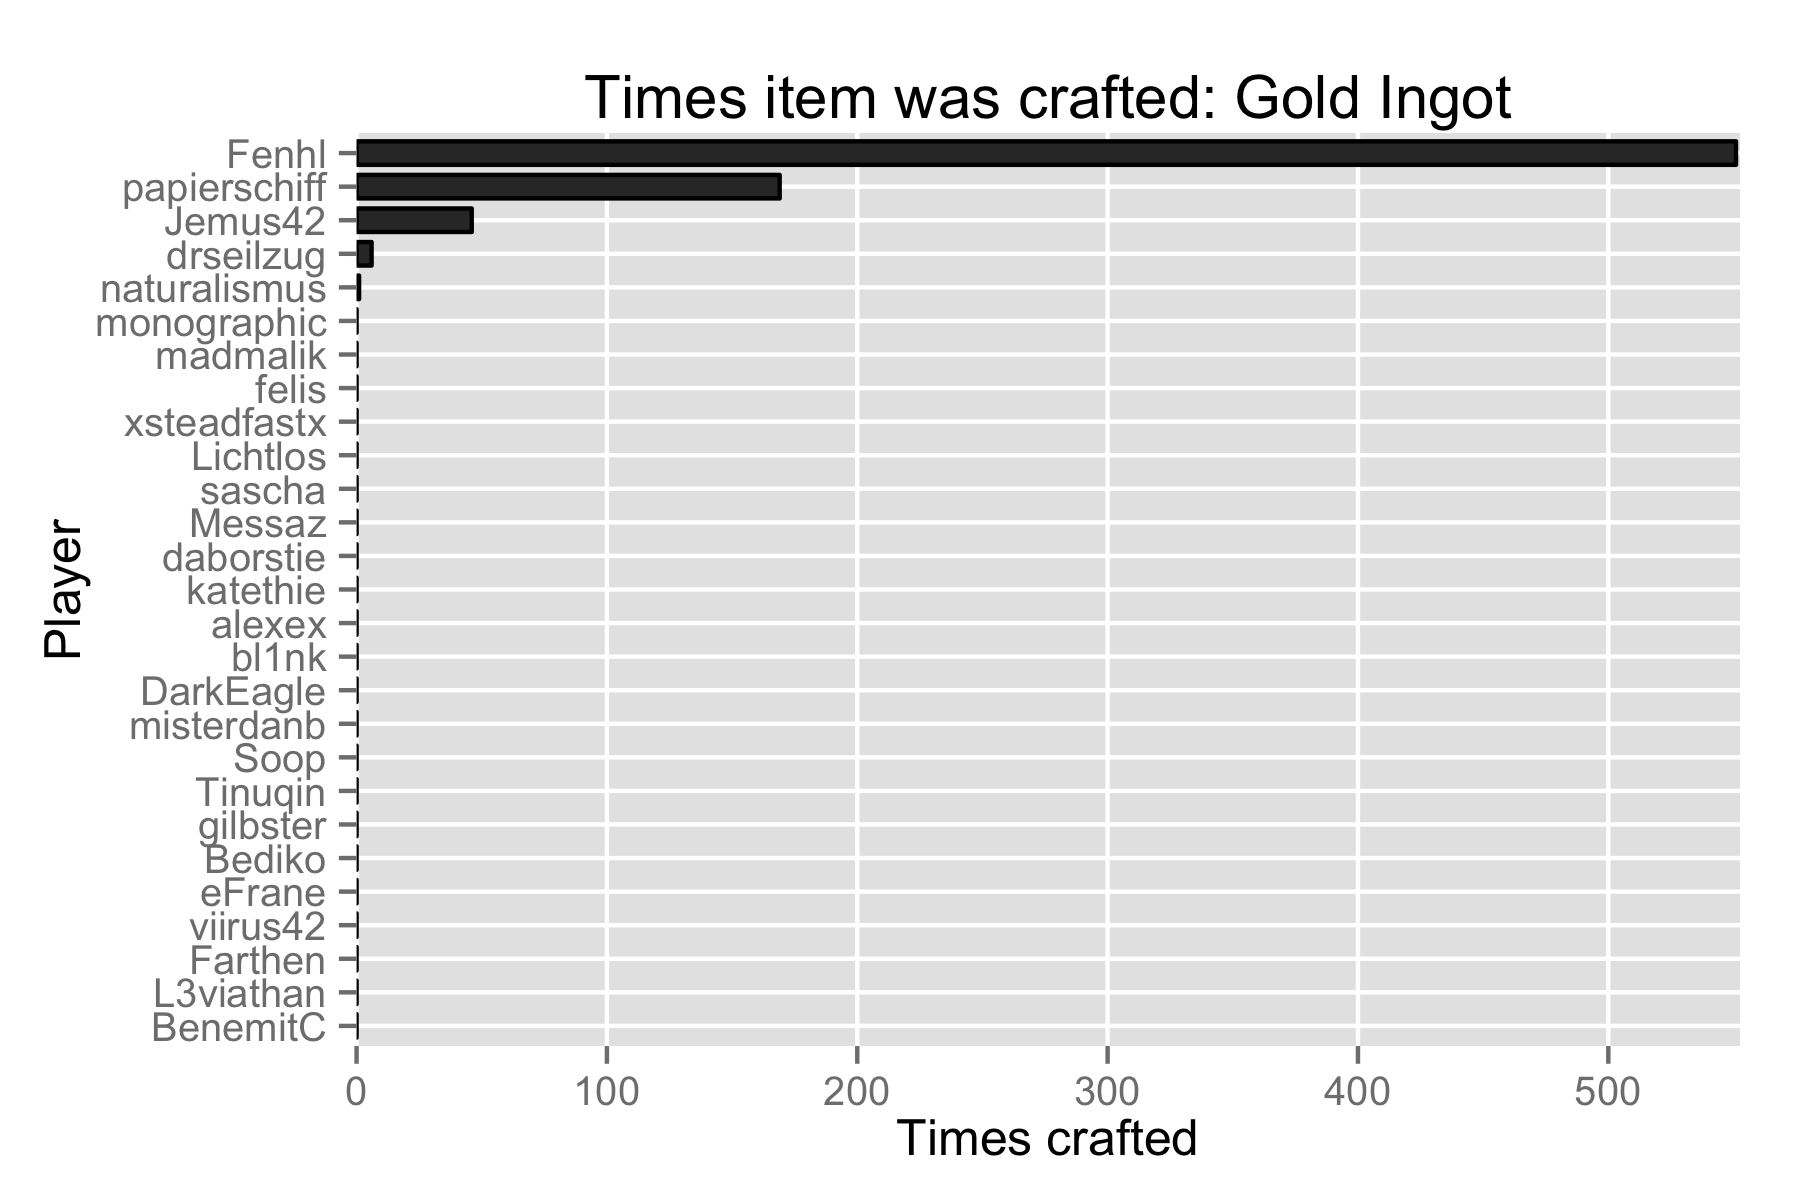 Times item was crafted: Gold Ingot
Fenhl
papierschiff
Jemus42
drseilzug
naturalismus
monographic
madmalik
felis
xsteadfastx
Lichtlos
sascha
Messaz
daborstie
katethie
alexex
bl1nk
DarkEagle
misterdanb
Soop
Tinuqin
gilbster
Bediko
eFrane
viirus42
Farthen
L3viathan
BenemitC
Player
0 100 200 300 400 500
Times crafted